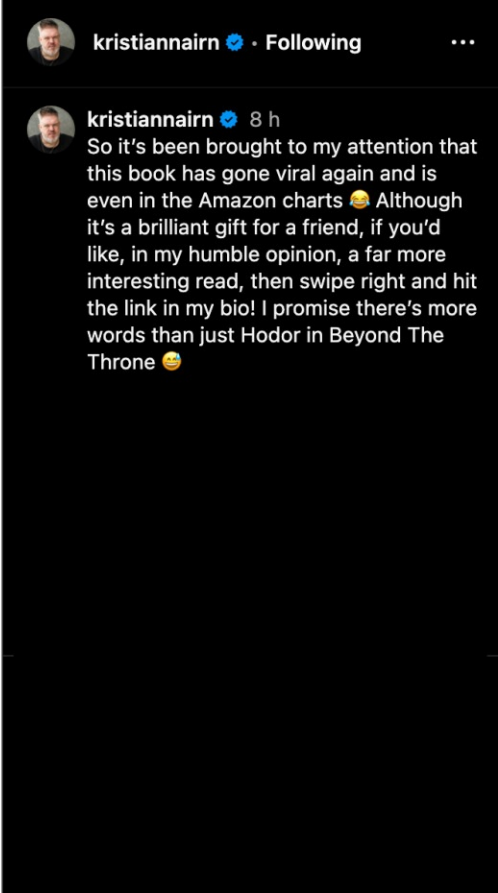 kristiannairn • Following
kristiannairn 8 h
So it's been brought to my attention that
this book has gone viral again and is
even in the Amazon charts 😂 Although
it's a brilliant gift for a friend, if you'd
like, in my humble opinion, a far more
interesting read, then swipe right and hit
the link in my bio! I promise there's more
words than just Hodor in Beyond The
Throne 😅